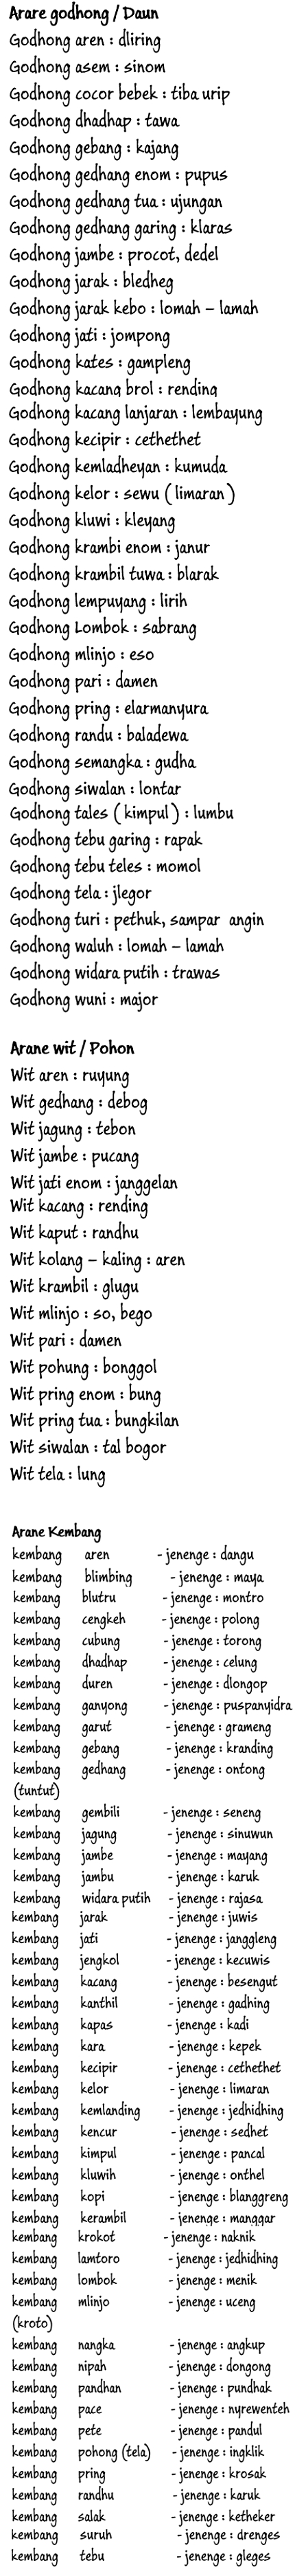 Arare godhong / Daun
Godhong aren : dliring
Godhong asem : sinom
Godhong cocor bebek : tiba urip
Godhong dhadhap : tawa
Godhong gebang : kajang
Godhong gedhang enom : pupus
Godhong gedhang tua : ujungan
Godhong gedhang garing : klaras
Godhong jambe : procot, dedel
Godhong jarak : bledheg
Godhong jarak kebo : lomah – lamah
Godhong jati : jompong
Godhong kates : gampleng
Godhong kacang brol : rending
Godhong kacang lanjaran : lembayung
Godhong kecipir : cethethet
Godhong kemladheyan : kumuda
Godhong kelor : sewu ( limaran )
Godhong kluwi : kleyang
Godhong krambi enom : janur
Godhong krambil tuwa : blarak
Godhong lempuyang : lirih
Godhong Lombok : sabrang
Godhong mlinjo : eso
Godhong pari : damen
Godhong pring : elarmanyura
Godhong randu : baladewa
Godhong semangka : gudha
Godhong siwalan : lontar
Godhong tales ( kimpul ) : lumbu
Godhong tebu garing : rapak
Godhong tebu teles : momol
Godhong tela : jlegor
Godhong turi : pethuk, sampar angin
Godhong waluh : lomah – lamah
Godhong widara putih : trawas
Godhong wuni : major
Arane wit / Pohon
Wit aren : ruyung
Wit gedhang : debog
Wit jagung : tebon
Wit jambe : pucang
Wit jati enom : janggelan
Wit kacang : rending
Wit kaput : randhu
Wit kolang – kaling : aren
Wit krambil : glugu
Wit mlinjo : so, bego
Wit pari : damen
Wit pohung : bonggol
Wit pring enom : bung
Wit pring tua : bungkilan
Wit siwalan : tal bogor
Wit tela : lung
Arane Kembang
kembang aren - jenenge : dangu
kembang blimbing - jenenge : maya
kembang blutru - jenenge : montro
kembang cengkeh - jenenge : polong
kembang cubung - jenenge : torong
kembang dhadhap - jenenge : celung
kembang duren - jenenge : dlongop
kembang ganyong - jenenge : puspanyidra
kembang garut - jenenge : grameng
kembang gebang - jenenge : kranding
kembang gedhang - jenenge : ontong
(tuntut)
kembang gembili - jenenge : seneng
kembang jagung - jenenge : sinuwun
kembang jambe - jenenge : mayang
kembang jambu - jenenge : karuk
kembang widara putih - jenenge : rajasa
kembang jarak - jenenge : juwis
kembang jati - jenenge : janggleng
kembang jengkol - jenenge : kecuwis
kembang kacang - jenenge : besengut
kembang kanthil - jenenge : gadhing
kembang kapas - jenenge : kadi
kembang kara - jenenge : kepek
kembang kecipir - jenenge : cethethet
kembang kelor - jenenge : limaran
kembang kemlanding - jenenge : jedhidhing
kembang kencur - jenenge : sedhet
kembang kimpul - jenenge : pancal
kembang kluwih - jenenge : onthel
kembang kopi - jenenge : blanggreng
kembang kerambil - jenenge : manggar
kembang krokot - jenenge : naknik
kembang lamtoro - jenenge : jedhidhing
kembang lombok - jenenge : menik
kembang mlinjo - jenenge : uceng
(kroto)
kembang nangka - jenenge : angkup
kembang nipah - jenenge : dongong
kembang pandhan - jenenge : pundhak
kembang pace - jenenge : nyrewenteh
kembang pete - jenenge : pandul
kembang pohong (tela) - jenenge : ingklik
kembang pring - jenenge : krosak
kembang randhu - jenenge : karuk
kembang salak - jenenge : ketheker
kembang suruh - jenenge : drenges
kembang tebu - jenenge : gleges